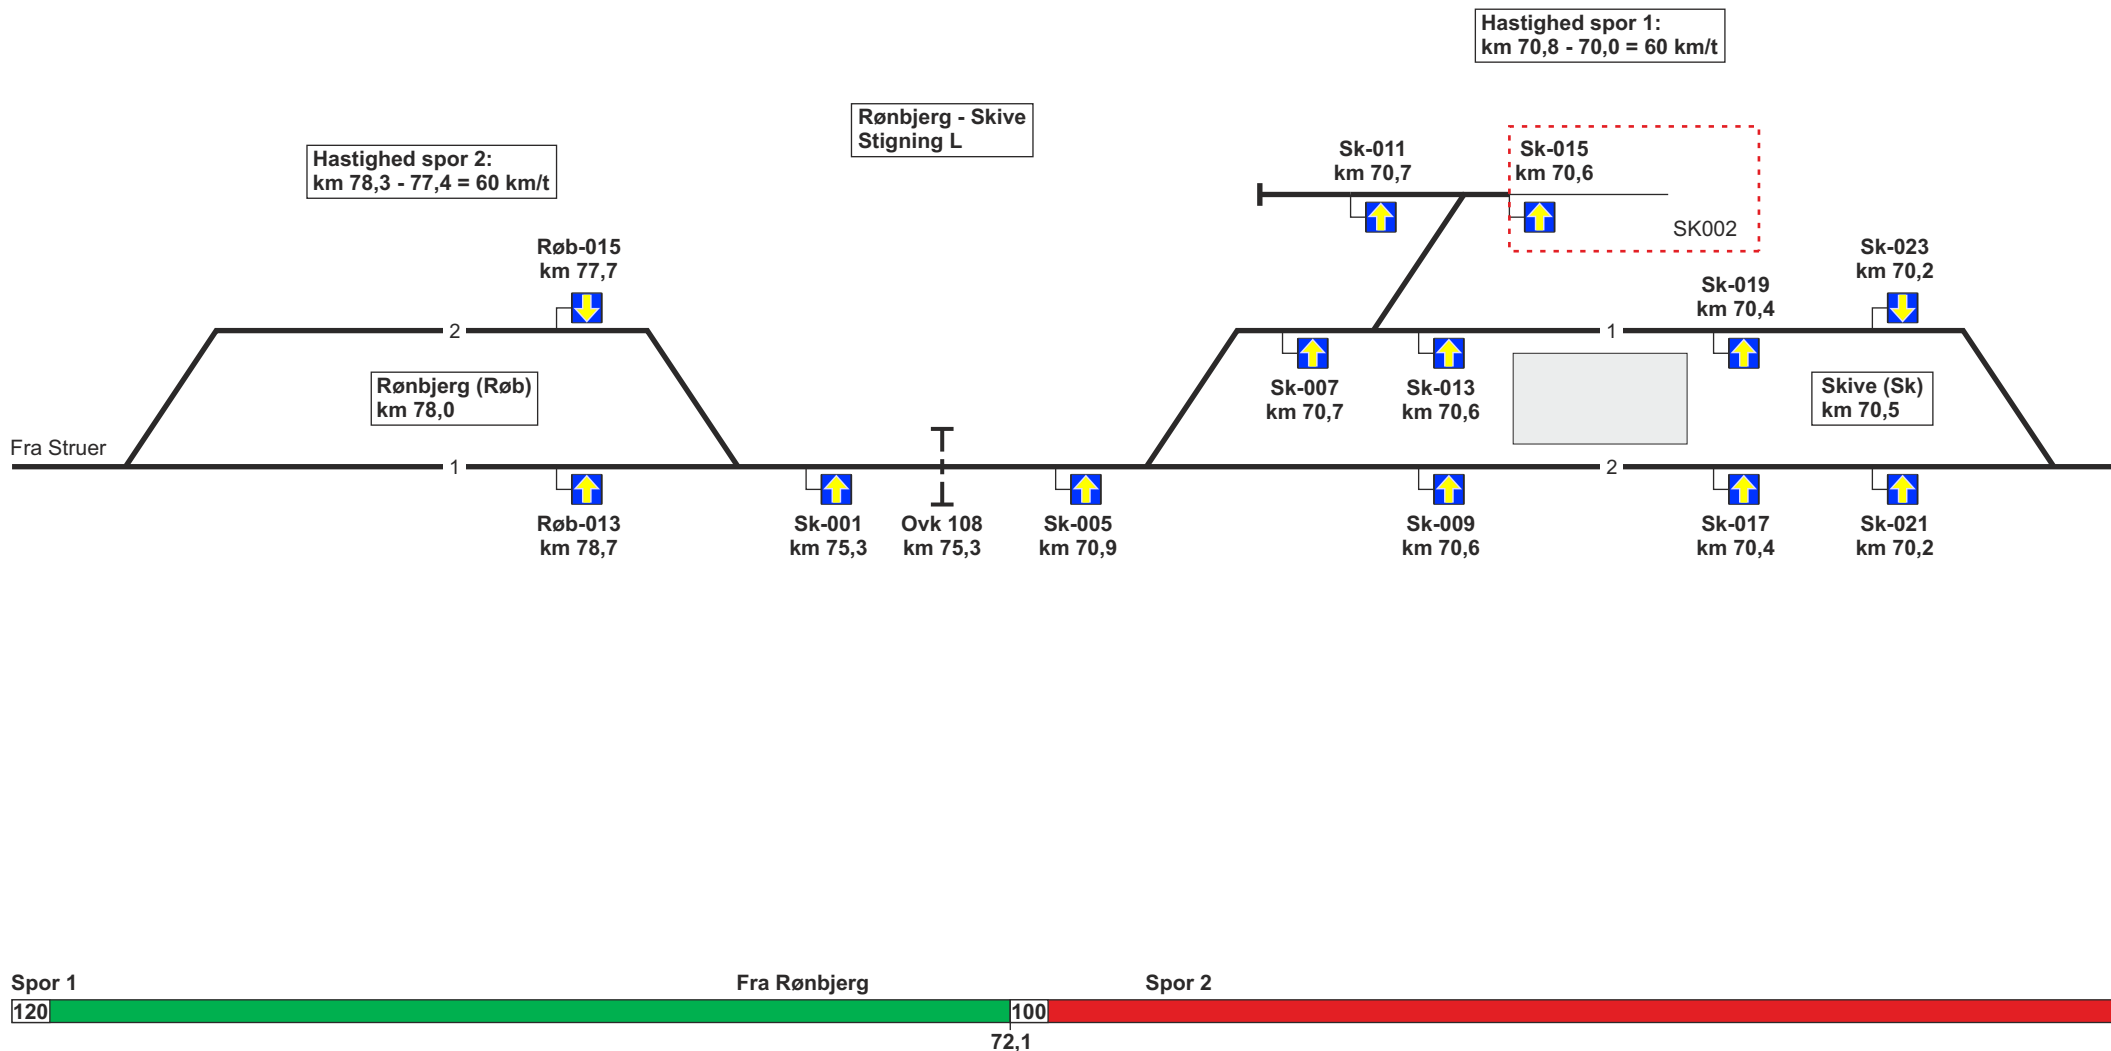 Hastighed spor 1:
km 70,8 - 70,0 = 60 km/t
Rønbjerg - Skive
Stigning L
Hastighed spor 2:
km 78,3 - 77,4 = 60 km/t
Sk-011
km 70,7
Sk-015
km 70,6
SK002
Røb-015
km 77,7
Sk-023
km 70,2
Sk-019
km 70,4
2
1
Sk-007
km 70,7
Sk-013
km 70,6
Rønbjerg (Røb)
km 78,0
Skive (Sk)
km 70,5
Fra Struer
1
2
Røb-013
km 78,7
Sk-001
km 75,3
Ovk 108
km 75,3
Sk-005
km 70,9
Sk-009
km 70,6
Sk-017
km 70,4
Sk-021
km 70,2
Spor 1
Fra Rønbjerg
Spor 2
120
100
72,1